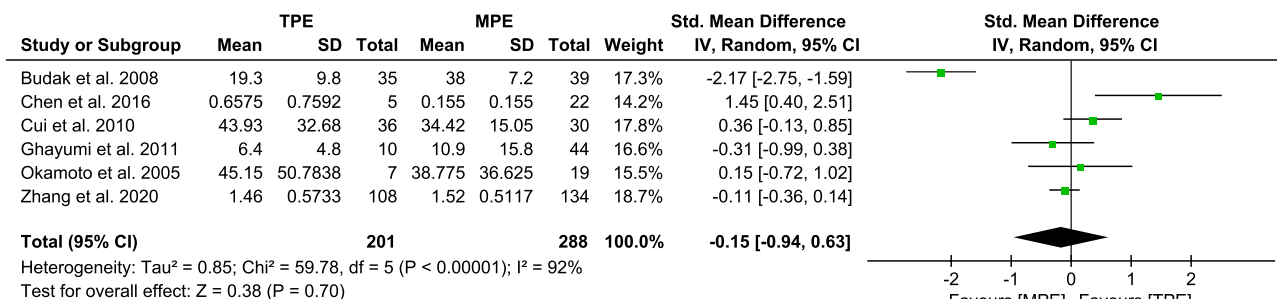 TPE MPE Std. Mean Difference Std. Mean Difference
Study or Subgroup Mean SD Total Mean SD Total Weight IV, Random, 95% CI IV, Random, 95% CI
Budak et al. 2008 19.3 9.8 35 38 7.2 39 17.3% -2.17 [-2.75, -1.59]
Chen et al. 2016 0.6575 0.7592 5 0.155 0.155 22 14.2% 1.45 [0.40, 2.51]
Cui et al. 2010 43.93 32.68 36 34.42 15.05 30 17.8% 0.36 [-0.13, 0.85]
Ghayumi et al. 2011 6.4 4.8 10 10.9 15.8 44 16.6% -0.31 [-0.99, 0.38]
Okamoto et al. 2005 45.15 50.7838 7 38.775 36.625 19 15.5% 0.15 [-0.72, 1.02]
Zhang et al. 2020 1.46 0.5733 108 1.52 0.5117 134 18.7% -0.11 [-0.36, 0.14]
Total (95% CI) 201 288 100.0% -0.15 [-0.94, 0.63]
Heterogeneity: Tau² = 0.85; Chi² = 59.78, df = 5 (P < 0.00001); I² = 92%
-2 -1 0 1 2
Test for overall effect: Z = 0.38 (P = 0.70)
Favours [MPE] Favours [TPE]